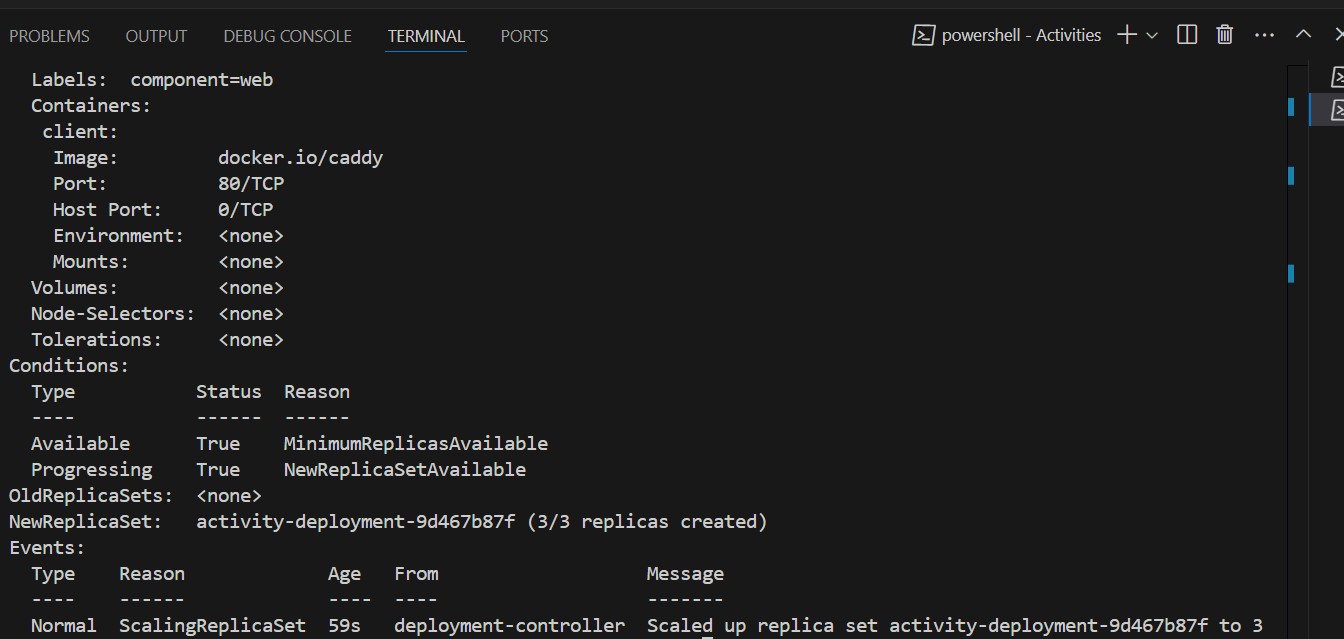 PROBLEMS OUTPUT DEBUG CONSOLE TERMINAL PORTS powershell - Activities
Labels: component=web
Containers:
client:
Image: docker.io/caddy
Port: 80/TCP
Host Port: 0/TCP
Environment: <none>
Mounts: <none>
Volumes: <none>
Node-Selectors: <none>
Tolerations: <none>
Conditions:
Type Status Reason
---- ------ ------
Available True MinimumReplicasAvailable
Progressing True NewReplicaSetAvailable
OldReplicaSets: <none>
NewReplicaSet: activity-deployment-9d467b87f (3/3 replicas created)
Events:
Type Reason Age From Message
---- ------ ---- ---- -------
Normal ScalingReplicaSet 59s deployment-controller Scaled up replica set activity-deployment-9d467b87f to 3